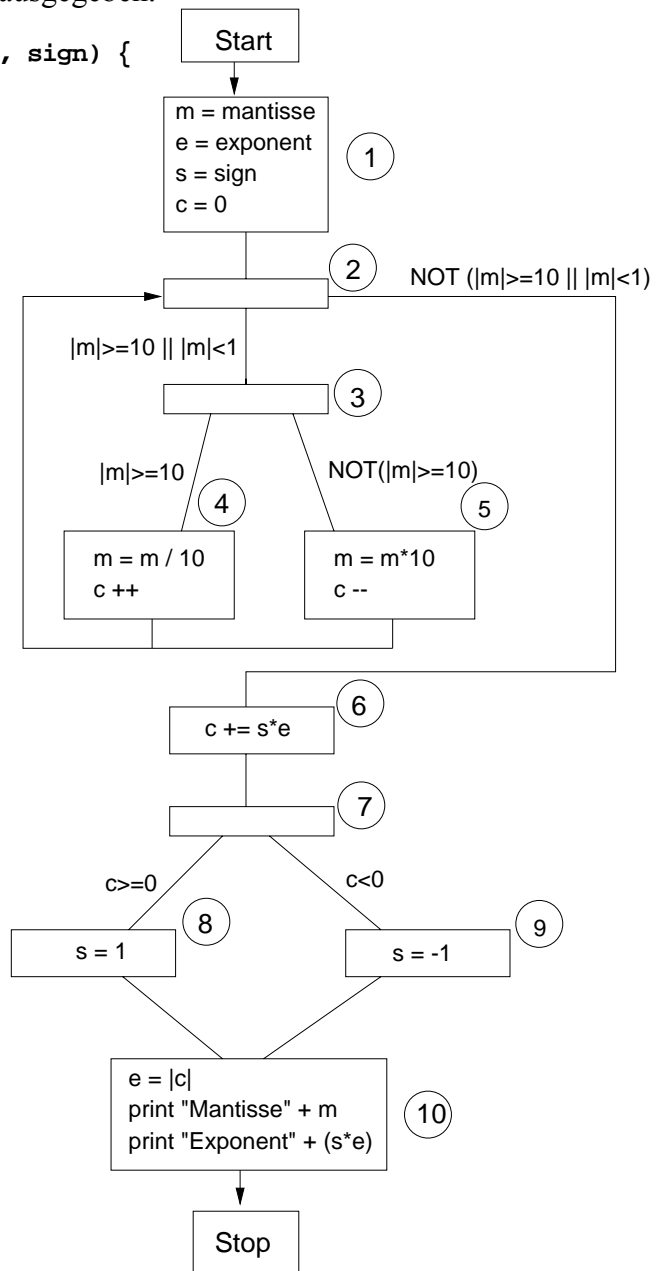 ausgegeben.
, sign) {
Start
m = mantisse
e = exponent
s = sign
c = 0
1
2
NOT (|m|>=10 || |m|<1)
|m|>=10 || |m|<1
3
|m|>=10
NOT(|m|>=10)
4
5
m = m / 10
c ++
m = m*10
c --
6
c += s*e
7
c>=0
c<0
8
9
s = 1
s = -1
e = |c|
print "Mantisse" + m
print "Exponent" + (s*e)
10
Stop